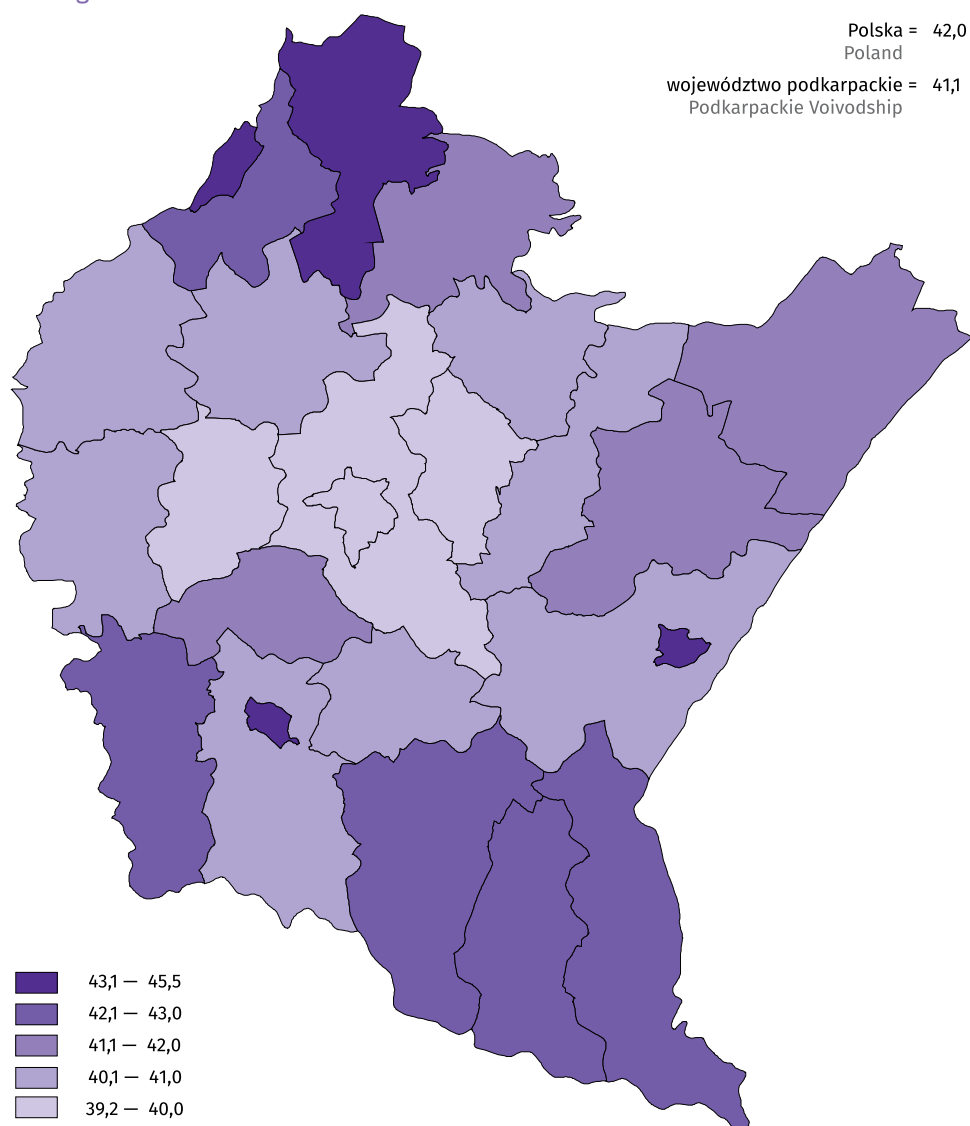 Polska = 42,0
Poland
województwo podkarpackie = 41,1
Podkarpackie Voivodship
43,1 — 45,5
42,1 — 43,0
41,1 — 42,0
40,1 — 41,0
39,2 — 40,0